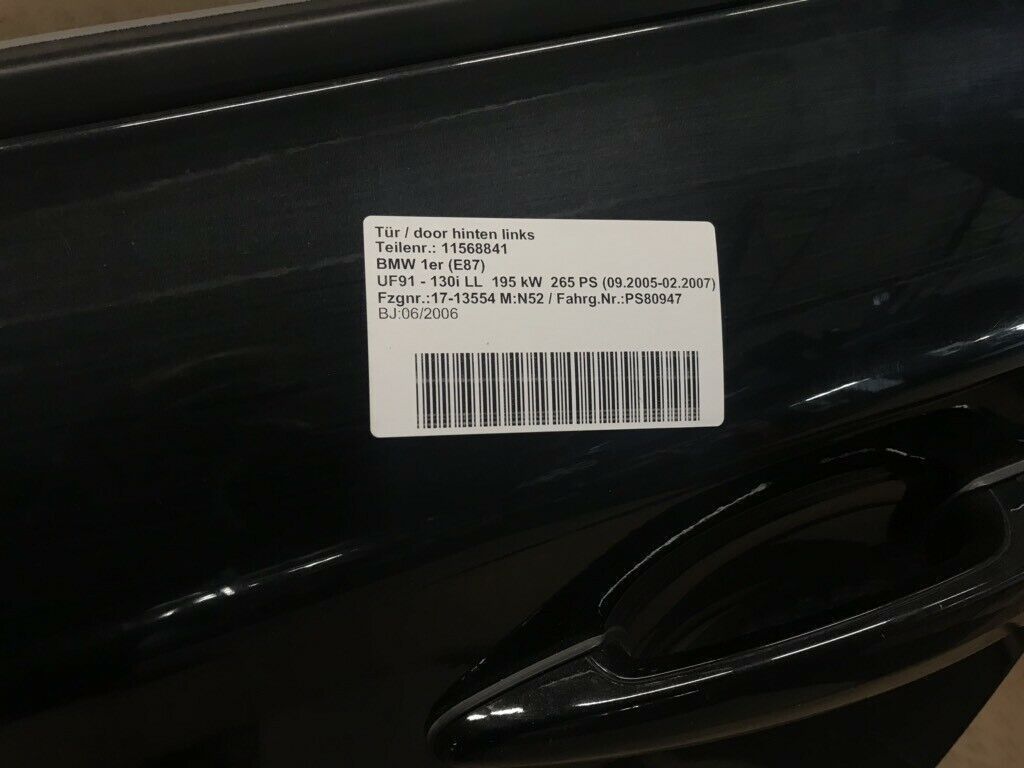 Tür / door hinten links
Teilenr.: 11568841
BMW 1er (E87)
UF91 - 130i LL 195 kW 265 PS (09.2005-02.2007)
Fzgnr.:17-13554 M:N52 / Fahrg.Nr.:PS80947
BJ:06/2006